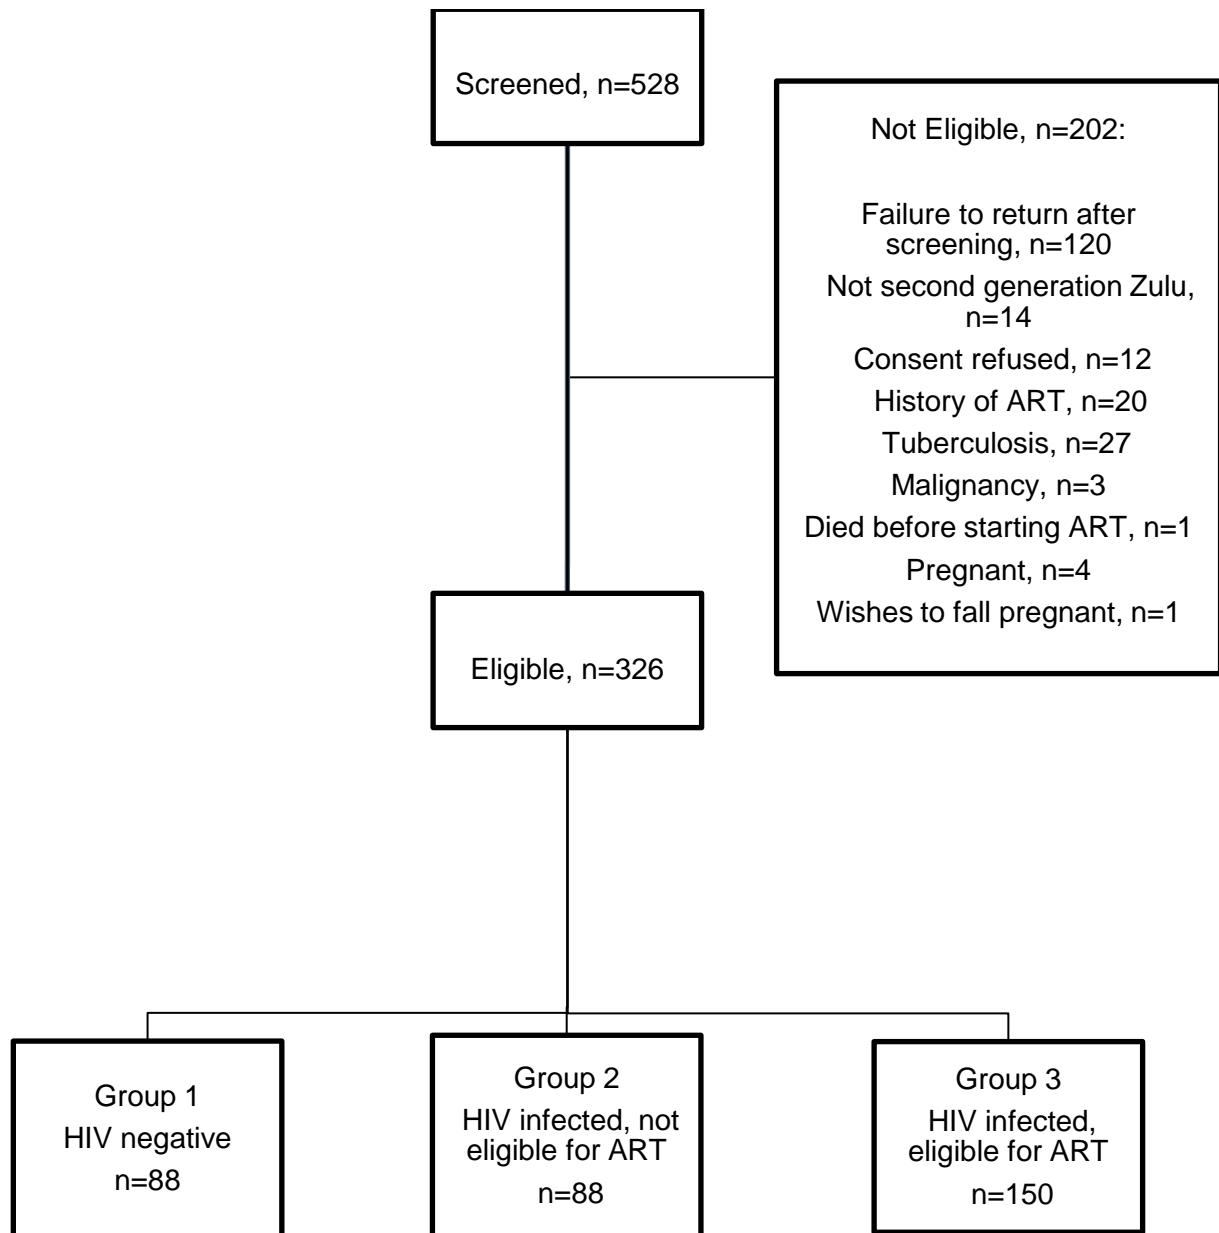 Screened, n=528
Not Eligible, n=202:
Failure to return after
screening, n=120
Not second generation Zulu,
n=14
Consent refused, n=12
History of ART, n=20
Tuberculosis, n=27
Malignancy, n=3
Died before starting ART, n=1
Pregnant, n=4
Wishes to fall pregnant, n=1
Eligible, n=326
Group 1
HIV negative
n=88
Group 2
HIV infected, not
eligible for ART
n=88
Group 3
HIV infected,
eligible for ART
n=150